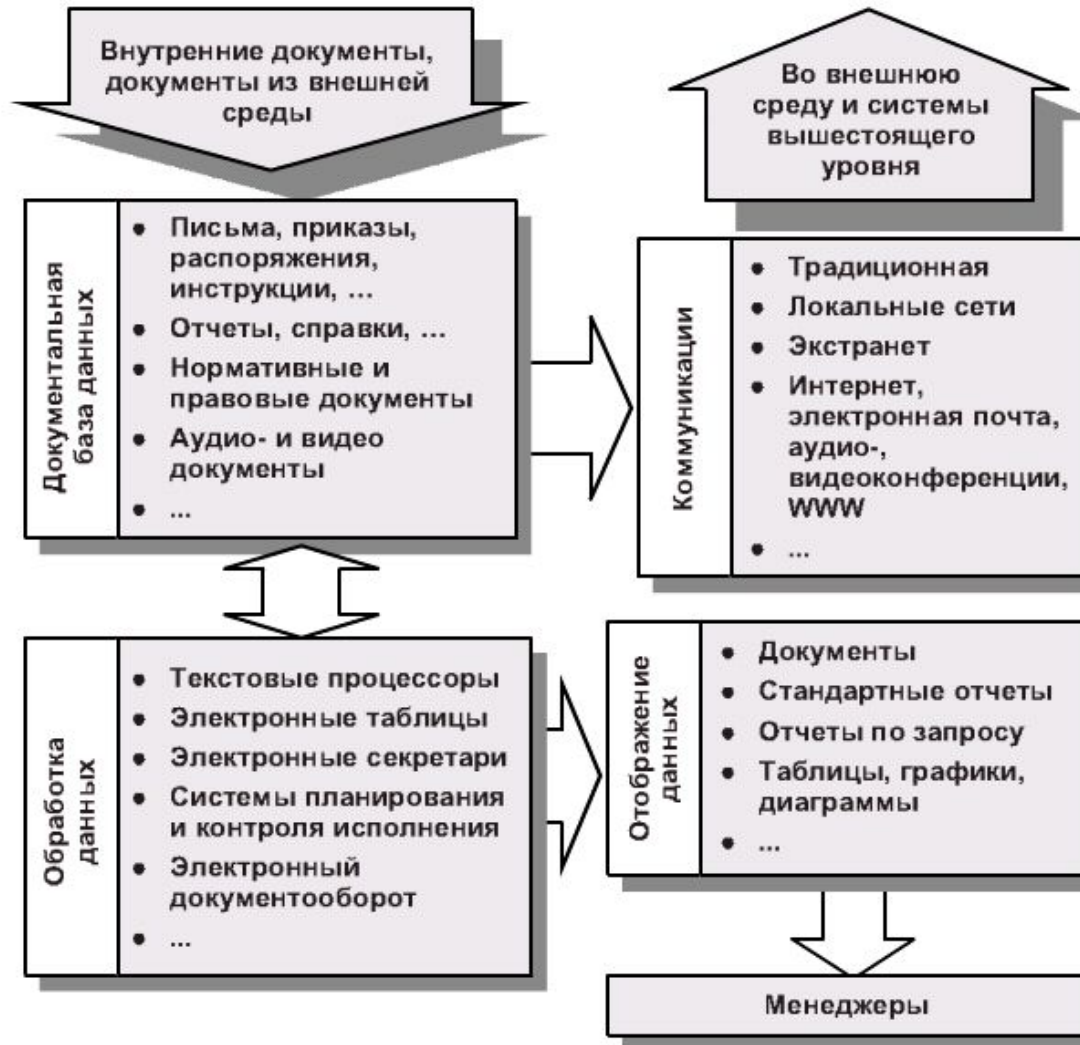 Внутренние документы,
документы из внешней
среды
Во внешнюю
среду и системы
вышестоящего
уровня
Документальная
база данных
● Письма, приказы,
распоряжения,
инструкции, ...
● Отчеты, справки, ...
● Нормативные и
правовые документы
● Аудио- и видео
документы
● ...
Коммуникации
● Традиционная
● Локальные сети
● Экстранет
● Интернет,
электронная почта,
аудио-,
видеоконференции,
WWW
● ...
Обработка
данных
● Текстовые процессоры
● Электронные таблицы
● Электронные секретари
● Системы планирования
и контроля исполнения
● Электронный
документооборот
● ...
Отображение
данных
● Документы
● Стандартные отчеты
● Отчеты по запросу
● Таблицы, графики,
диаграммы
● ...
Менеджеры